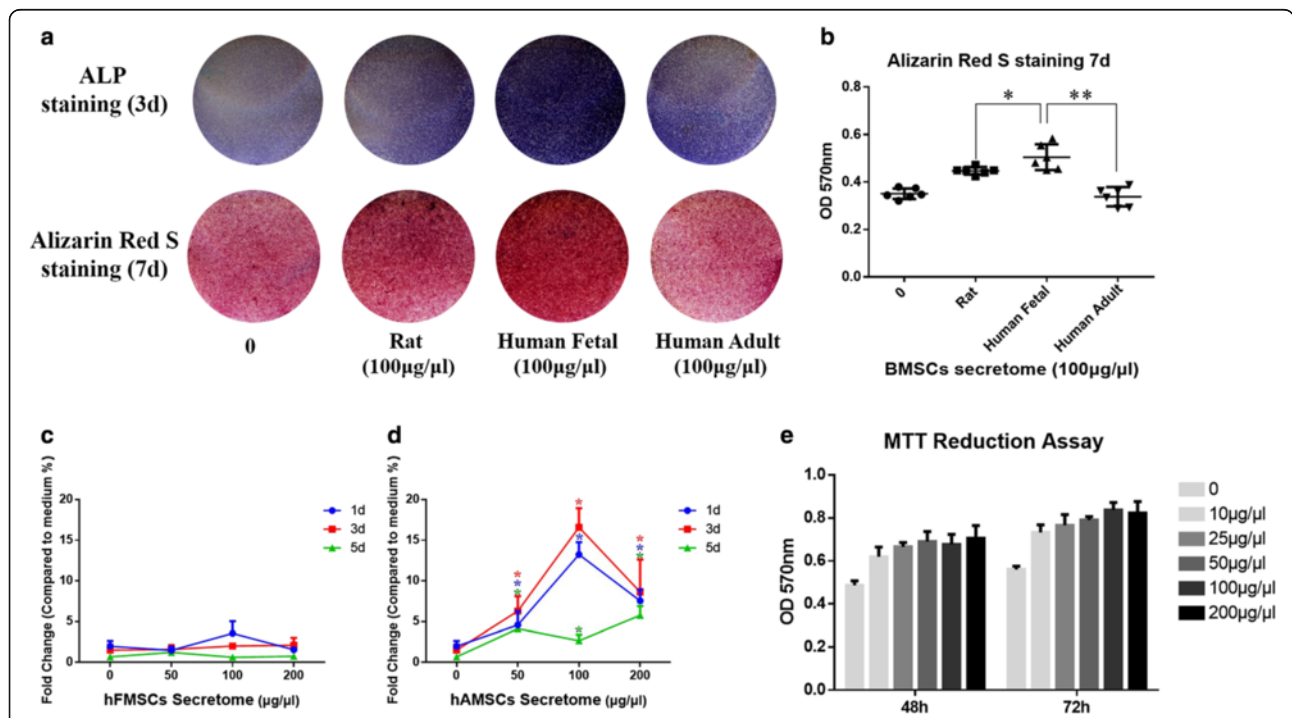 a
ALP
staining (3d)
Alizarin Red S
staining (7d)
0
Rat
(100µg/µl)
Human Fetal
(100µg/µl)
Human Adult
(100µg/µl)
b
Alizarin Red S staining 7d
*
**
OD 570nm
0.8
0.6
0.4
0.2
0.0
0
Rat
Human Fetal
Human Adult
BMSCs secretome (100µg/µl)
c
Fold Change (Compared to medium %)
20
15
10
5
0
0
50
100
200
hFMSCs Secretome (µg/µl)
1d
3d
5d
d
Fold Change (Compared to medium %)
20
15
10
5
0
*
*
*
*
*
*
*
*
*
0
50
100
200
hAMSCs Secretome (µg/µl)
1d
3d
5d
e
MTT Reduction Assay
OD 570nm
1.0
0.8
0.6
0.4
0.2
0.0
48h
72h
0
10µg/µl
25µg/µl
50µg/µl
100µg/µl
200µg/µl